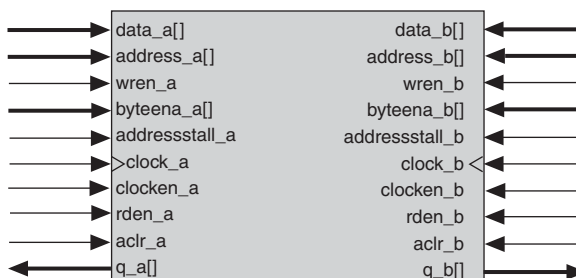 data_a[] data_b[]
address_a[] address_b[]
wren_a wren_b
byteena_a[] byteena_b[]
addressstall_a addressstall_b
clock_a clock_b
clocken_a clocken_b
rden_a rden_b
aclr_a aclr_b
q_a[] q_b[]